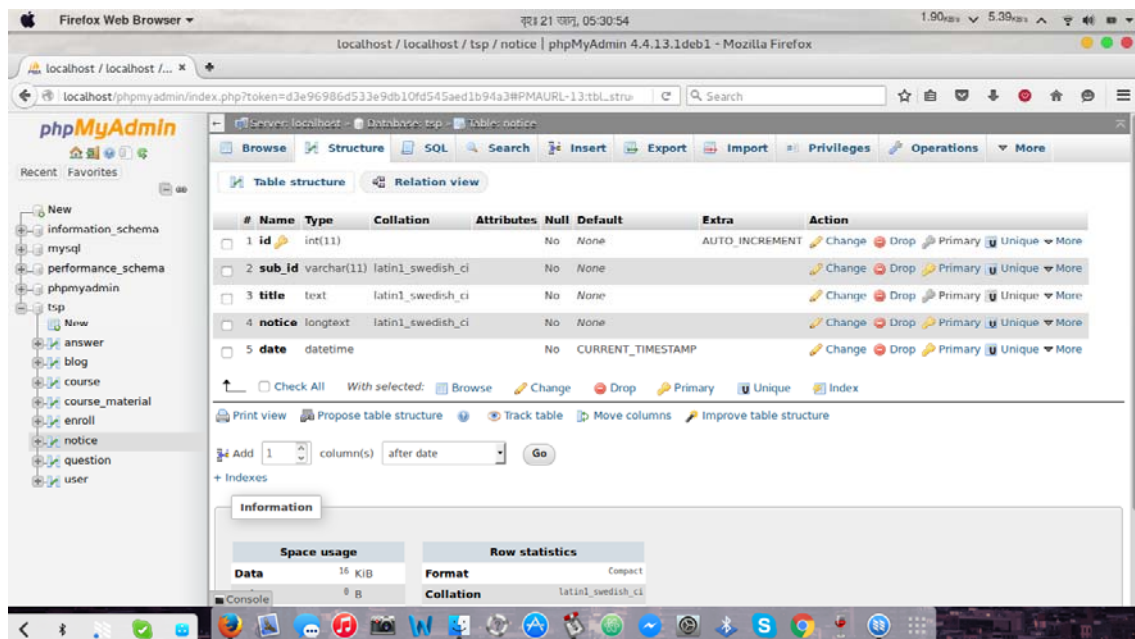 Firefox Web Browser
বৃহঃ 21 জানু, 05:30:54
1.90KB/s 5.39KB/s
localhost / localhost / tsp / notice | phpMyAdmin 4.4.13.1deb1 - Mozilla Firefox
localhost / localhost /...
localhost/phpmyadmin/index.php?token=d3e96986d533e9db10fd545aed1b94a3#PMAURL-13:tbl_stru
Search
phpMyAdmin
Recent Favorites
New
information_schema
mysql
performance_schema
phpmyadmin
tsp
New
answer
blog
course
course_material
enroll
notice
question
user
Server: localhost » Database: tsp » Table: notice
Browse Structure SQL Search Insert Export Import Privileges Operations More
Table structure Relation view
# Name Type Collation Attributes Null Default Extra Action
1 id int(11) No None AUTO_INCREMENT Change Drop Primary Unique More
2 sub_id varchar(11) latin1_swedish_ci No None Change Drop Primary Unique More
3 title text latin1_swedish_ci No None Change Drop Primary Unique More
4 notice longtext latin1_swedish_ci No None Change Drop Primary Unique More
5 date datetime No CURRENT_TIMESTAMP Change Drop Primary Unique More
Check All With selected: Browse Change Drop Primary Unique Index
Print view Propose table structure Track table Move columns Improve table structure
Add 1 column(s) after date Go
+ Indexes
Information
Space usage
Data 16 KiB
0 B
Row statistics
Format Compact
Collation latin1_swedish_ci
Console